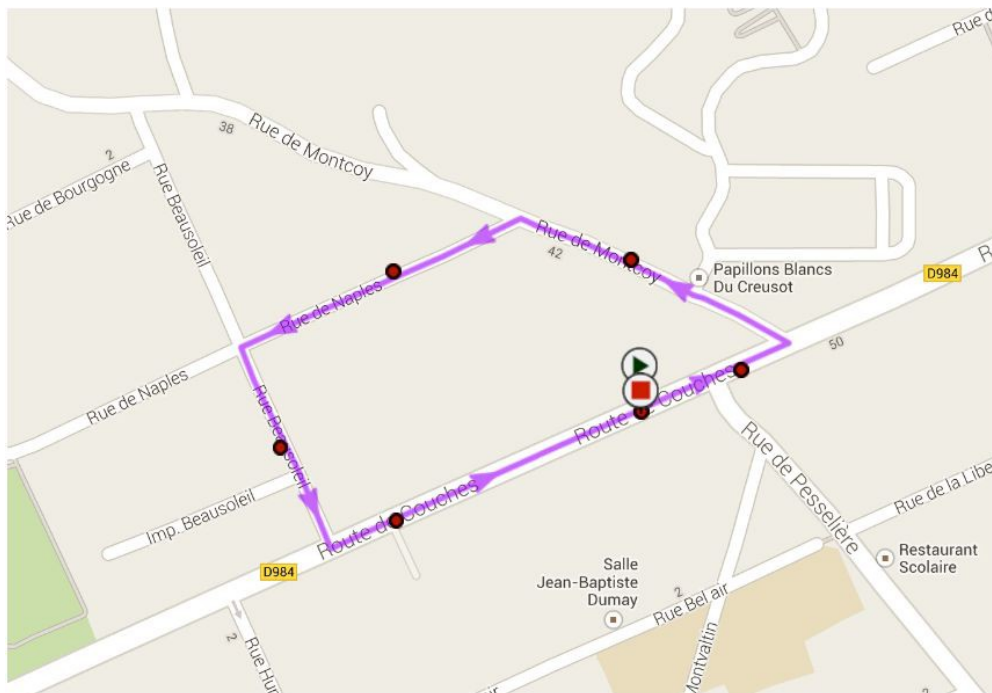 Rue de
38
Rue de Montcoy
2
Rue de Bourgogne
Rue Beausoleil
Rue de Montcoy
42
Papillons Blancs
Du Creusot
D984
R
Rue de Naples
50
Rue de Naples
Route de Couches
Rue Beausoleil
Rue de Pesselière
Route de Couches
Imp. Beausoleil
Rue de la Libe
D984
Restaurant
Scolaire
Salle
Jean-Baptiste
Dumay
2
Rue Bel air
2
Rue Hur
Montvaltin
air